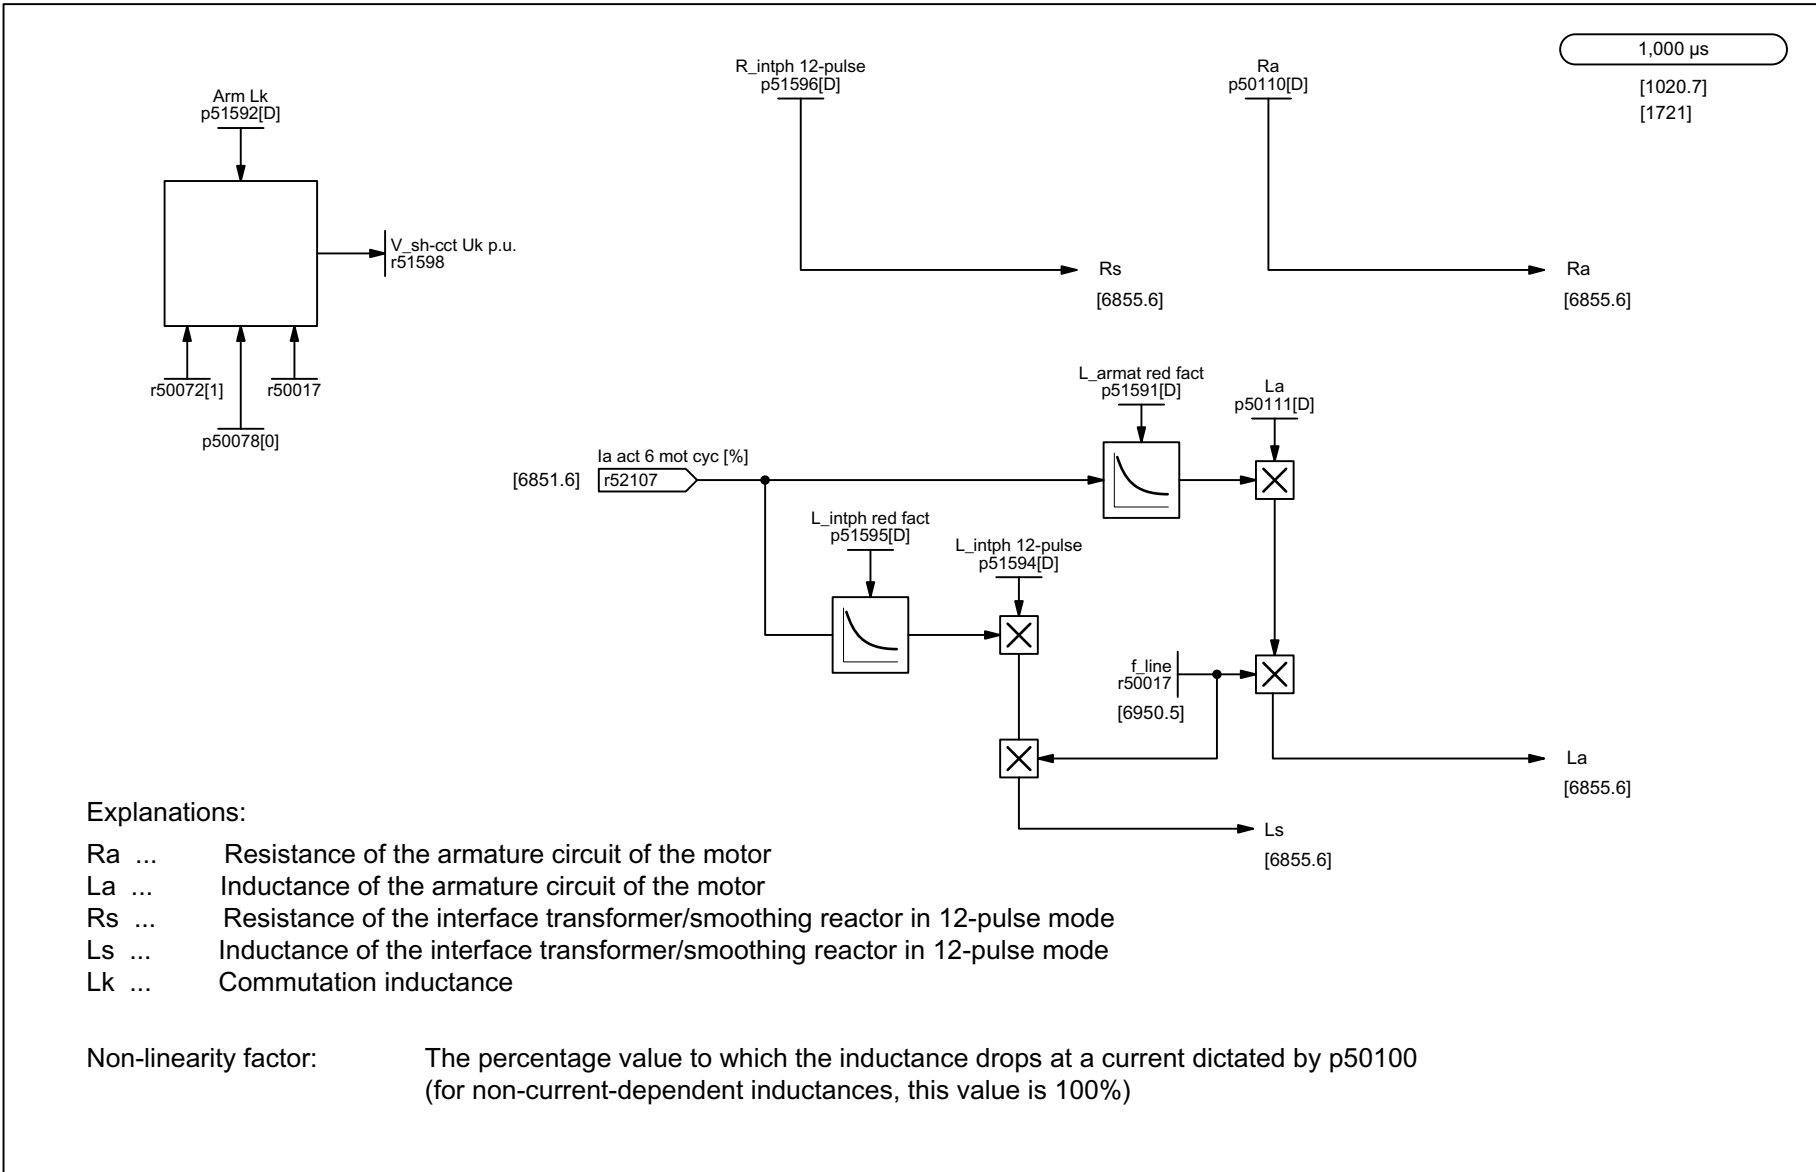 1,000 µs
[1020.7]
[1721]
Arm Lk
p51592[D]
V_sh-cct Uk p.u.
r51598
r50072[1]
r50017
p50078[0]
R_intph 12-pulse
p51596[D]
Rs
[6855.6]
Ra
p50110[D]
Ra
[6855.6]
L_armat red fact
p51591[D]
La
p50111[D]
Ia act 6 mot cyc [%]
[6851.6]
r52107
L_intph red fact
p51595[D]
L_intph 12-pulse
p51594[D]
f_line
r50017
[6950.5]
La
[6855.6]
Ls
[6855.6]
Explanations:
Ra ... Resistance of the armature circuit of the motor
La ... Inductance of the armature circuit of the motor
Rs ... Resistance of the interface transformer/smoothing reactor in 12-pulse mode
Ls ... Inductance of the interface transformer/smoothing reactor in 12-pulse mode
Lk ... Commutation inductance
Non-linearity factor: The percentage value to which the inductance drops at a current dictated by p50100
(for non-current-dependent inductances, this value is 100%)